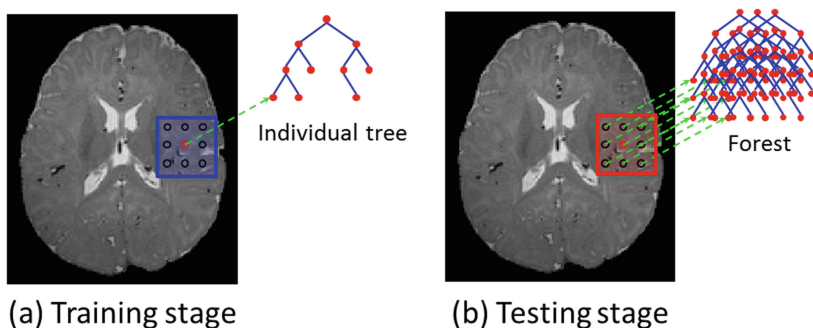 Individual tree
Forest
(a) Training stage
(b) Testing stage